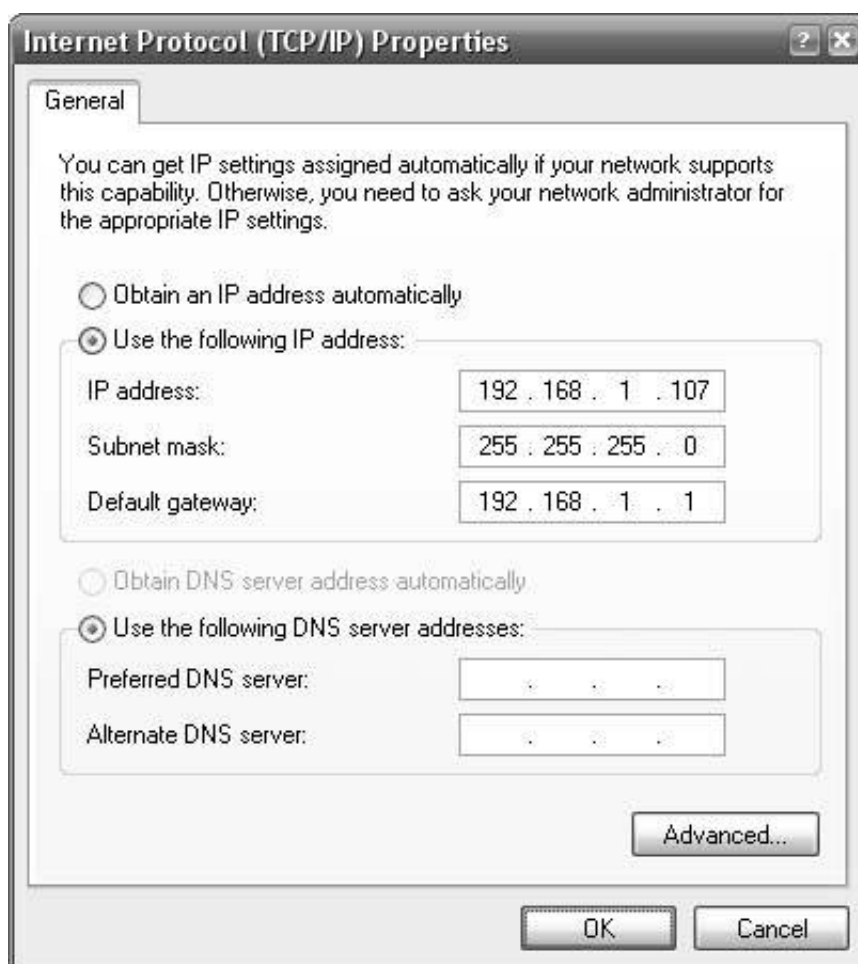 Internet Protocol (TCP/IP) Properties
General
You can get IP settings assigned automatically if your network supports
this capability. Otherwise, you need to ask your network administrator for
the appropriate IP settings.
Obtain an IP address automatically
Use the following IP address:
IP address: 192 . 168 . 1 . 107
Subnet mask: 255 . 255 . 255 . 0
Default gateway: 192 . 168 . 1 . 1
Obtain DNS server address automatically
Use the following DNS server addresses:
Preferred DNS server: . . .
Alternate DNS server: . . .
Advanced...
OK Cancel